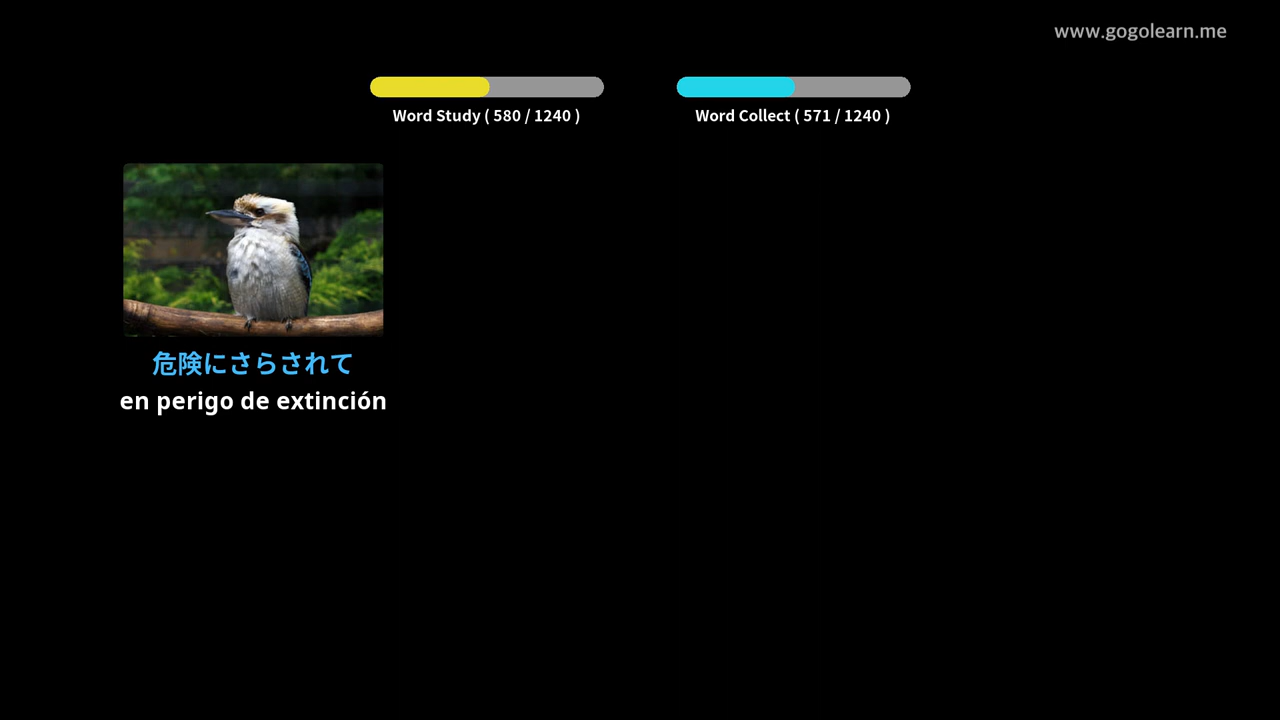 www.gogolearn.me
Word Study ( 580 / 1240 )
Word Collect ( 571 / 1240 )
危険にさらされて
en perigo de extinción